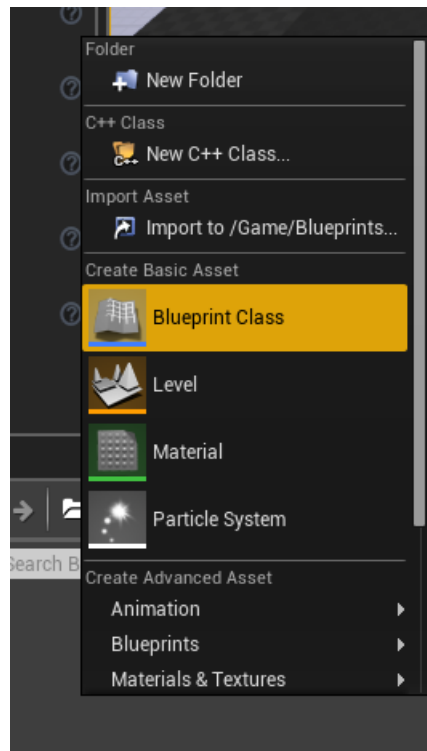 Folder
New Folder
C++ Class
C++
New C++ Class...
Import Asset
Import to /Game/Blueprints...
Create Basic Asset
Blueprint Class
Level
Material
Particle System
Search B
Create Advanced Asset
Animation
Blueprints
Materials & Textures